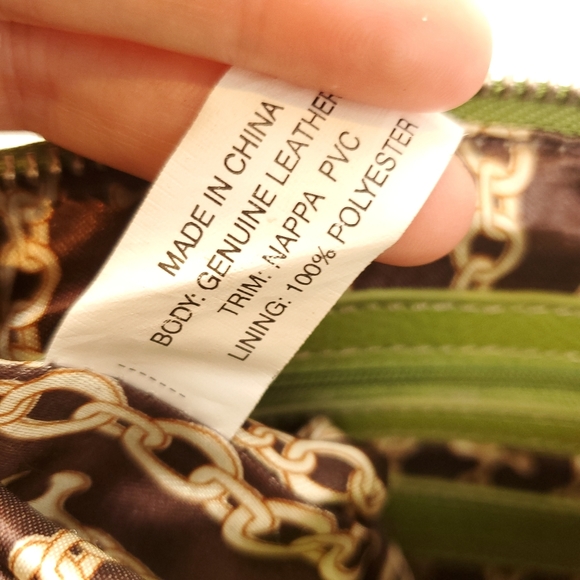 MADE IN CHINA
BODY: GENUINE LEATHER
TRIM: NAPPA PVC
LINING: 100% POLYESTER